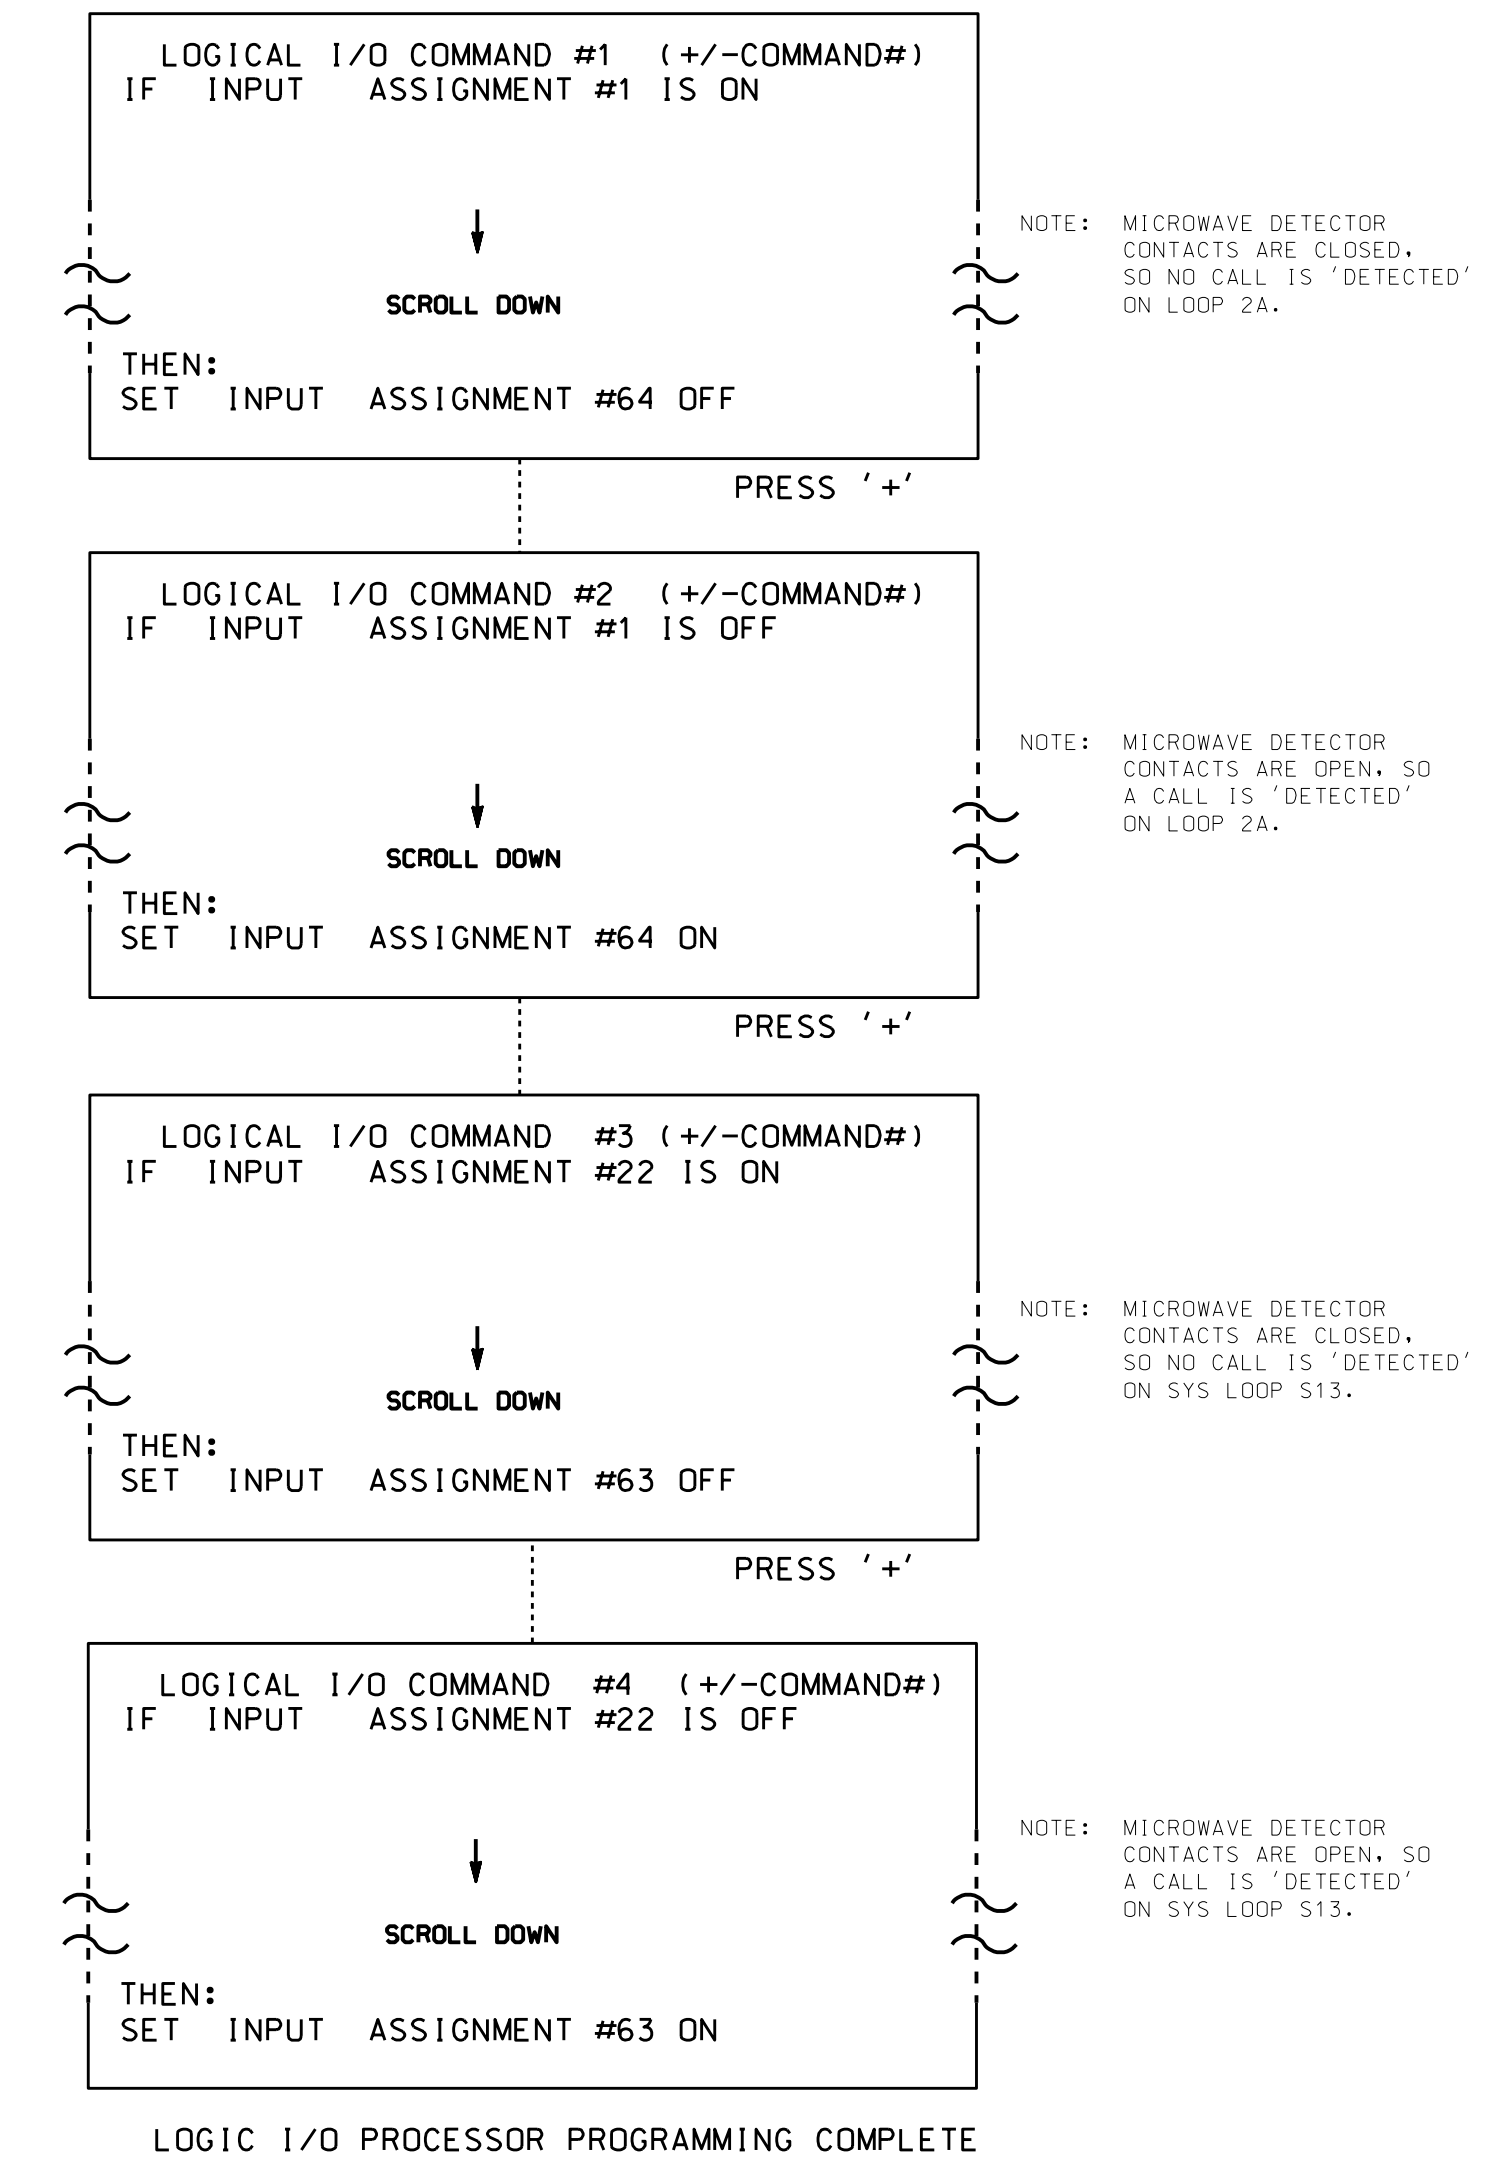 LOGICAL I/O COMMAND #1 (+/-COMMAND#)
IF INPUT ASSIGNMENT #1 IS ON
NOTE: MICROWAVE DETECTOR
CONTACTS ARE CLOSED,
SO NO CALL IS 'DETECTED'
ON LOOP 2A.
SCROLL DOWN
THEN:
SET INPUT ASSIGNMENT #64 OFF
PRESS '+'
LOGICAL I/O COMMAND #2 (+/-COMMAND#)
IF INPUT ASSIGNMENT #1 IS OFF
NOTE: MICROWAVE DETECTOR
CONTACTS ARE OPEN, SO
A CALL IS 'DETECTED'
ON LOOP 2A.
SCROLL DOWN
THEN:
SET INPUT ASSIGNMENT #64 ON
PRESS '+'
LOGICAL I/O COMMAND #3 (+/-COMMAND#)
IF INPUT ASSIGNMENT #22 IS ON
NOTE: MICROWAVE DETECTOR
CONTACTS ARE CLOSED,
SO NO CALL IS 'DETECTED'
ON SYS LOOP S13.
SCROLL DOWN
THEN:
SET INPUT ASSIGNMENT #63 OFF
PRESS '+'
LOGICAL I/O COMMAND #4 (+/-COMMAND#)
IF INPUT ASSIGNMENT #22 IS OFF
NOTE: MICROWAVE DETECTOR
CONTACTS ARE OPEN, SO
A CALL IS 'DETECTED'
ON SYS LOOP S13.
SCROLL DOWN
THEN:
SET INPUT ASSIGNMENT #63 ON
LOGIC I/O PROCESSOR PROGRAMMING COMPLETE